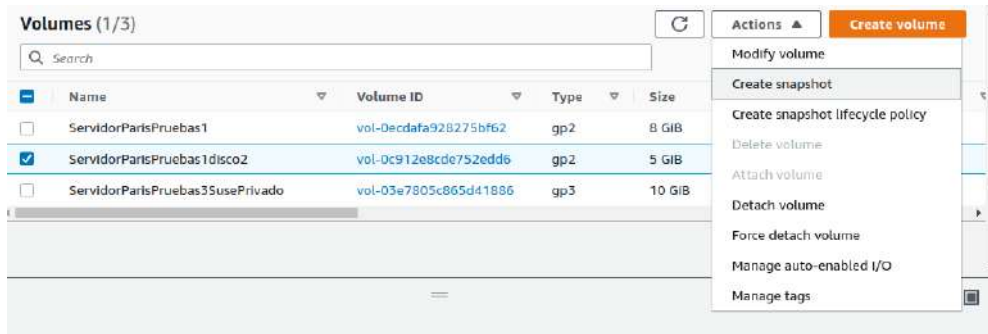 Volumes (1/3)
Actions
Create volume
Search
Name Volume ID Type Size
ServidorParisPruebas1 vol-0ecdafa928275bf62 gp2 8 GiB
ServidorParisPruebas1disco2 vol-0c912e8cde752edd6 gp2 5 GiB
ServidorParisPruebas3SusePrivado vol-03e7805c865d41886 gp3 10 GiB
Modify volume
Create snapshot
Create snapshot lifecycle policy
Delete volume
Attach volume
Detach volume
Force detach volume
Manage auto-enabled I/O
Manage tags